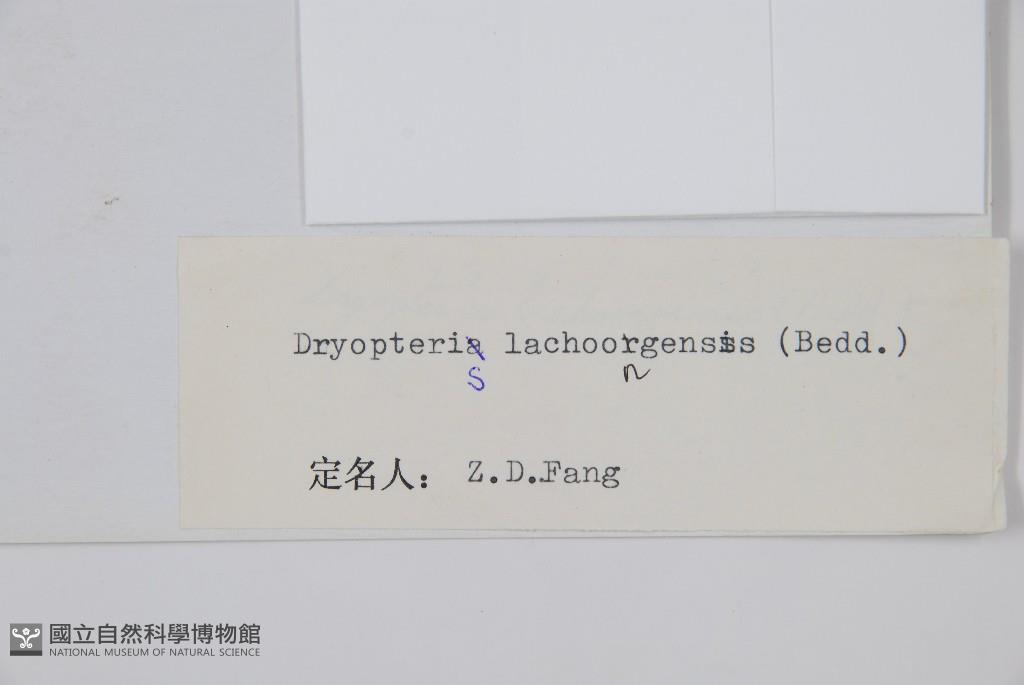 Dryopteria lachoorgensis (Bedd.)
s n
定名人: Z.D.Fang
國立自然科學博物館
NATIONAL MUSEUM OF NATURAL SCIENCE